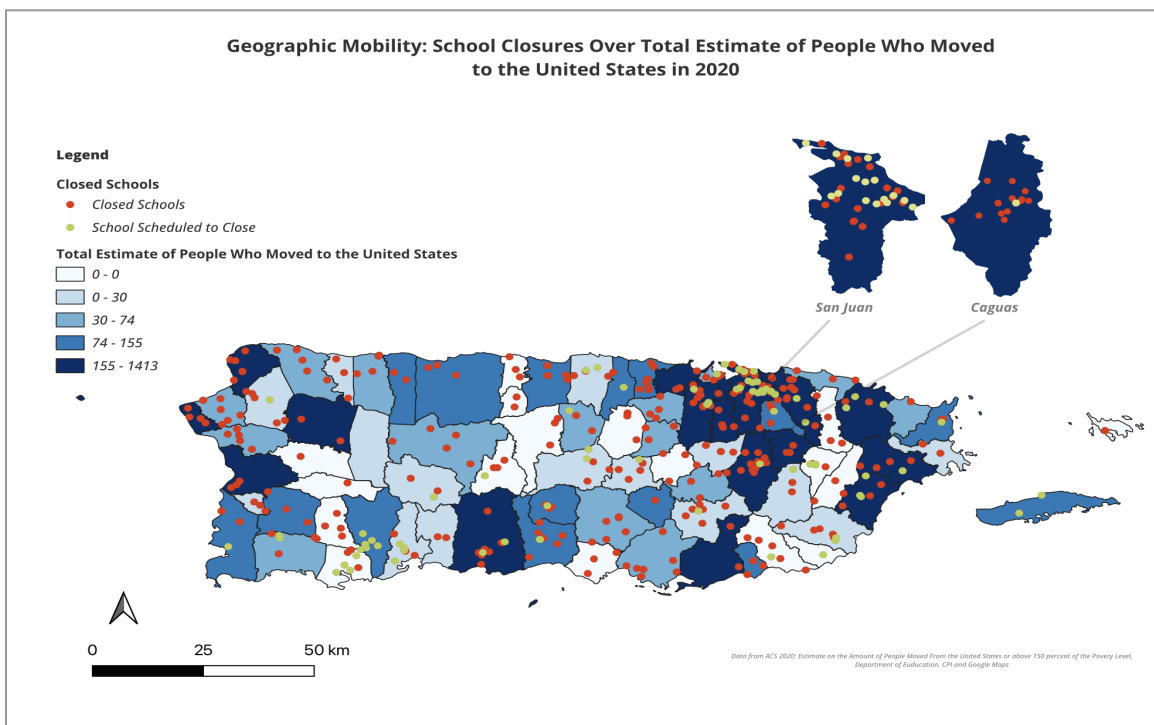 Geographic Mobility: School Closures Over Total Estimate of People Who Moved
to the United States in 2020
Legend
Closed Schools
Closed Schools
School Scheduled to Close
Total Estimate of People Who Moved to the United States
0 - 0
0 - 30
30 - 74
74 - 155
155 - 1413
San Juan
Caguas
0 25 50 km
Data from ACS 2020: Estimate on the Amount of People Moved From the United States or above 150 percent of the Povery Level,
Department of Euducation, CPI and Google Maps